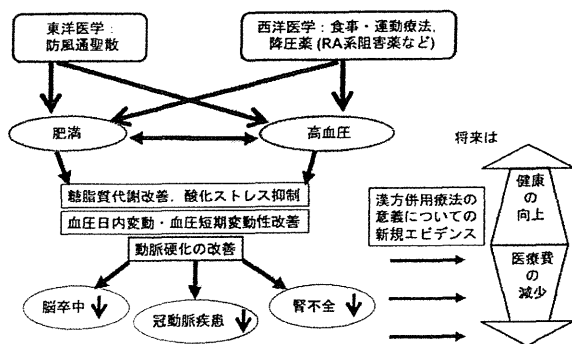 東洋医学：
防風通聖散
西洋医学：食事・運動療法,
降圧薬 (RA系阻害薬など)
肥満
高血圧
糖脂質代謝改善, 酸化ストレス抑制
血圧日内変動・血圧短期変動性改善
動脈硬化の改善
脳卒中
冠動脈疾患
腎不全
漢方併用療法の
意義についての
新規エビデンス
将来は
健康
の
向上
医療費
の
減少